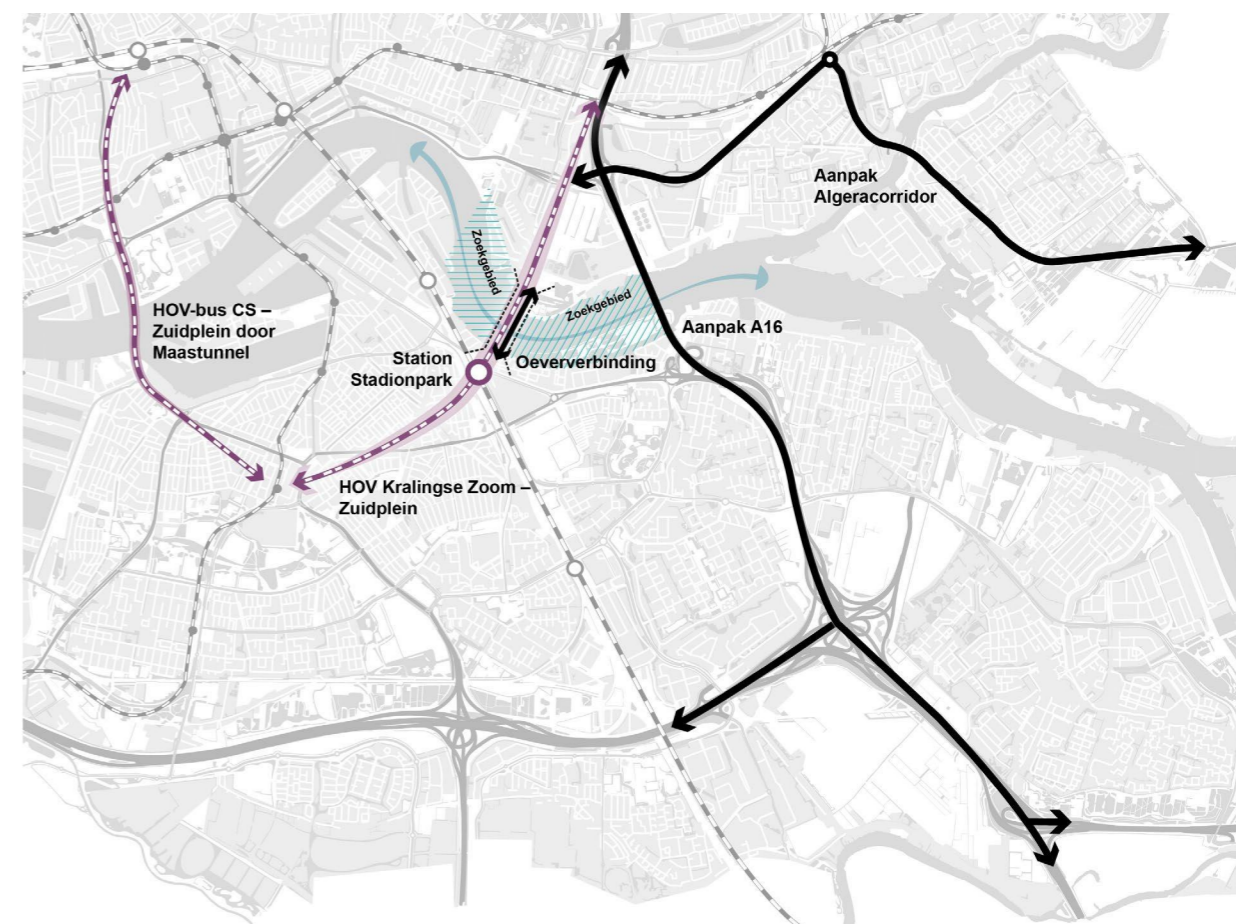 Aanpak
Algeracorridor
Zoekgebied
Zoekgebied
HOV-bus CS –
Zuidplein door
Maastunnel
Aanpak A16
Station
Stadionpark
Oeververbinding
HOV Kralingse Zoom –
Zuidplein